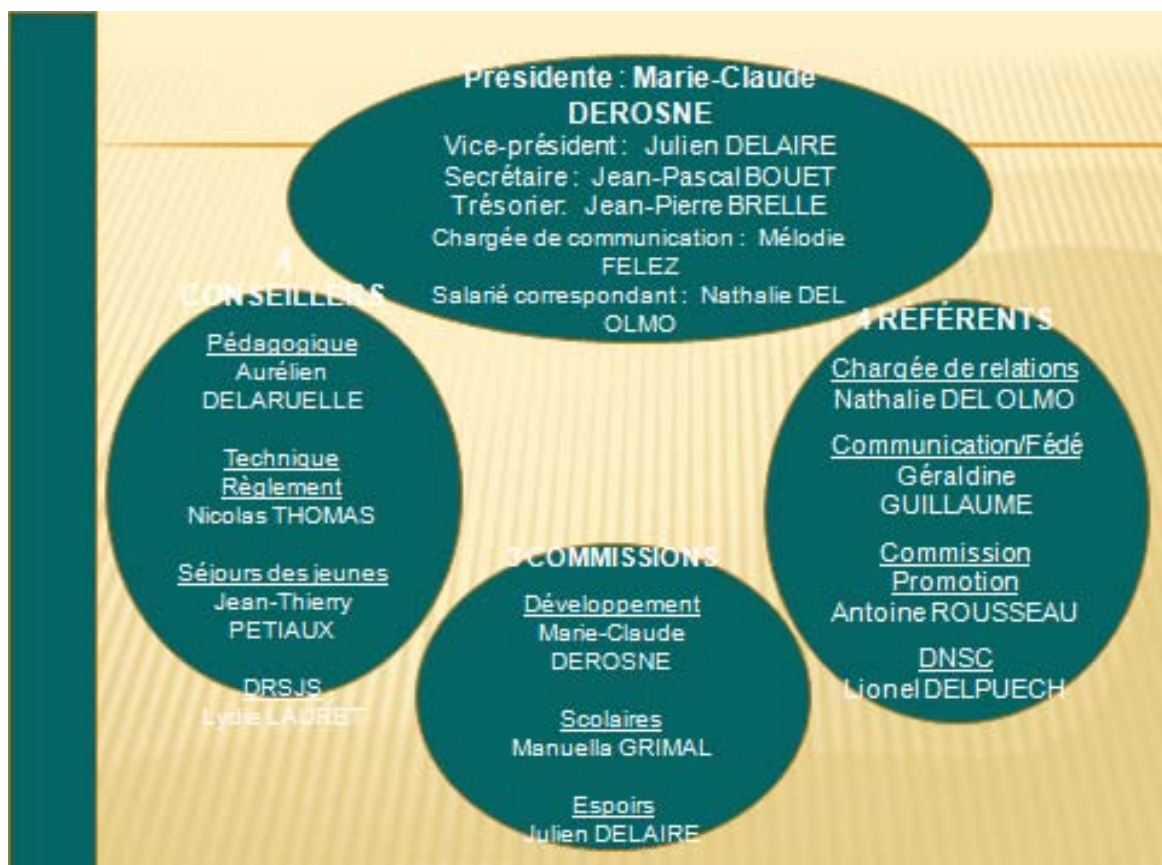 Présidente : Marie-Claude
DEROSNE
Vice-président : Julien DELAIRE
Secrétaire : Jean-Pascal BOUET
Trésorier: Jean-Pierre BRELLE
Chargée de communication : Mélodie
FELEZ
Salarié correspondant : Nathalie DEL
OLMO
4
CONSEILLERS
Pédagogique
Aurélien
DELARUELLE
Technique
Règlement
Nicolas THOMAS
Séjours des jeunes
Jean-Thierry
PETIAUX
DRSJS
Lydie LAURET
3 COMMISSIONS
Développement
Marie-Claude
DEROSNE
Scolaires
Manuella GRIMAL
Espoirs
Julien DELAIRE
4 RÉFÉRENTS
Chargée de relations
Nathalie DEL OLMO
Communication/Fédé
Géraldine
GUILLAUME
Commission
Promotion
Antoine ROUSSEAU
DNSC
Lionel DELPUECH